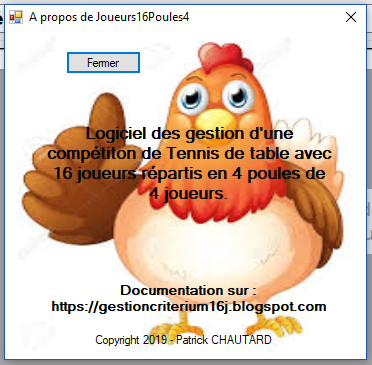 A propos de Joueurs16Poules4
Fermer
Logiciel des gestion d'une
compétiton de Tennis de table avec
16 joueurs répartis en 4 poules de
4 joueurs.
Documentation sur :
https://gestioncriterium16j.blogspot.com
Copyright 2019 - Patrick CHAUTARD